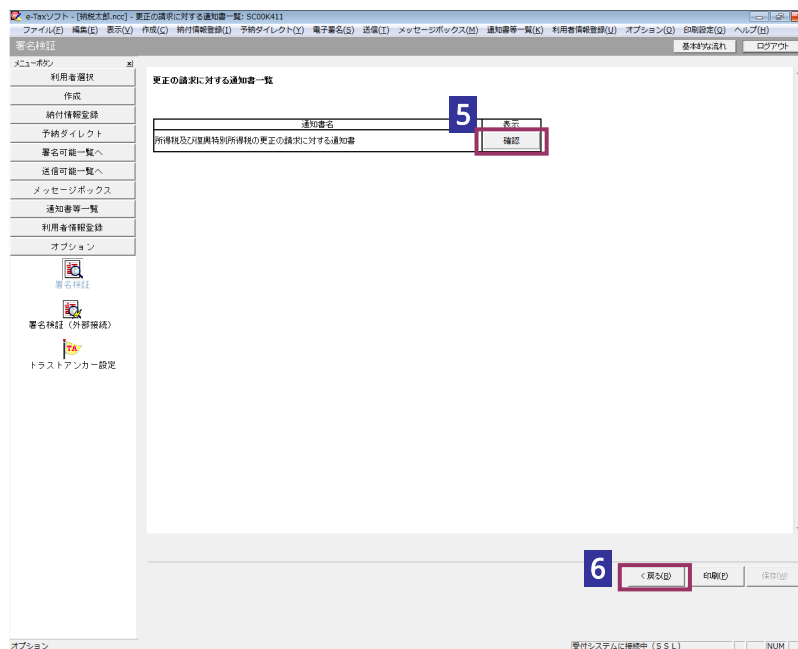 e-Taxソフト - [納税太郎.ncc] - 更正の請求に対する通知書一覧: SC00K411
ファイル(F) 編集(E) 表示(V) 作成(C) 納付情報登録(I) 予納ダイレクト(Y) 電子署名(S) 送信(T) メッセージボックス(M) 通知書等一覧(K) 利用者情報登録(U) オプション(O) 印刷設定(O) ヘルプ(H)
署名検証
基本的な流れ
ログアウト
メニューボタン
利用者選択
作成
納付情報登録
予納ダイレクト
署名可能一覧へ
送信可能一覧へ
メッセージボックス
通知書等一覧
利用者情報登録
オプション
署名検証
署名検証（外部接続）
TA
トラストアンカー設定
更正の請求に対する通知書一覧
5
通知書名 表示
所得税及び復興特別所得税の更正の請求に対する通知書 確認
6
< 戻る(B) 印刷(P) 保存(W)
オプション
受付システムに接続中（ＳＳＬ）
NUM